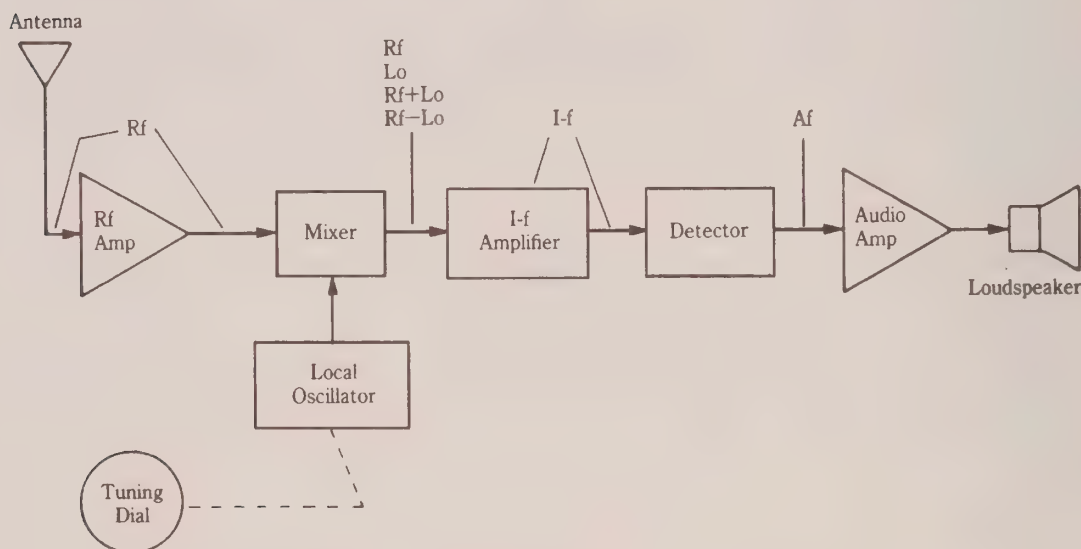 Antenna
Rf
Lo
Rf+Lo
Rf−Lo
Rf
I-f
Af
Rf
Amp
Mixer
I-f
Amplifier
Detector
Audio
Amp
Loudspeaker
Local
Oscillator
Tuning
Dial